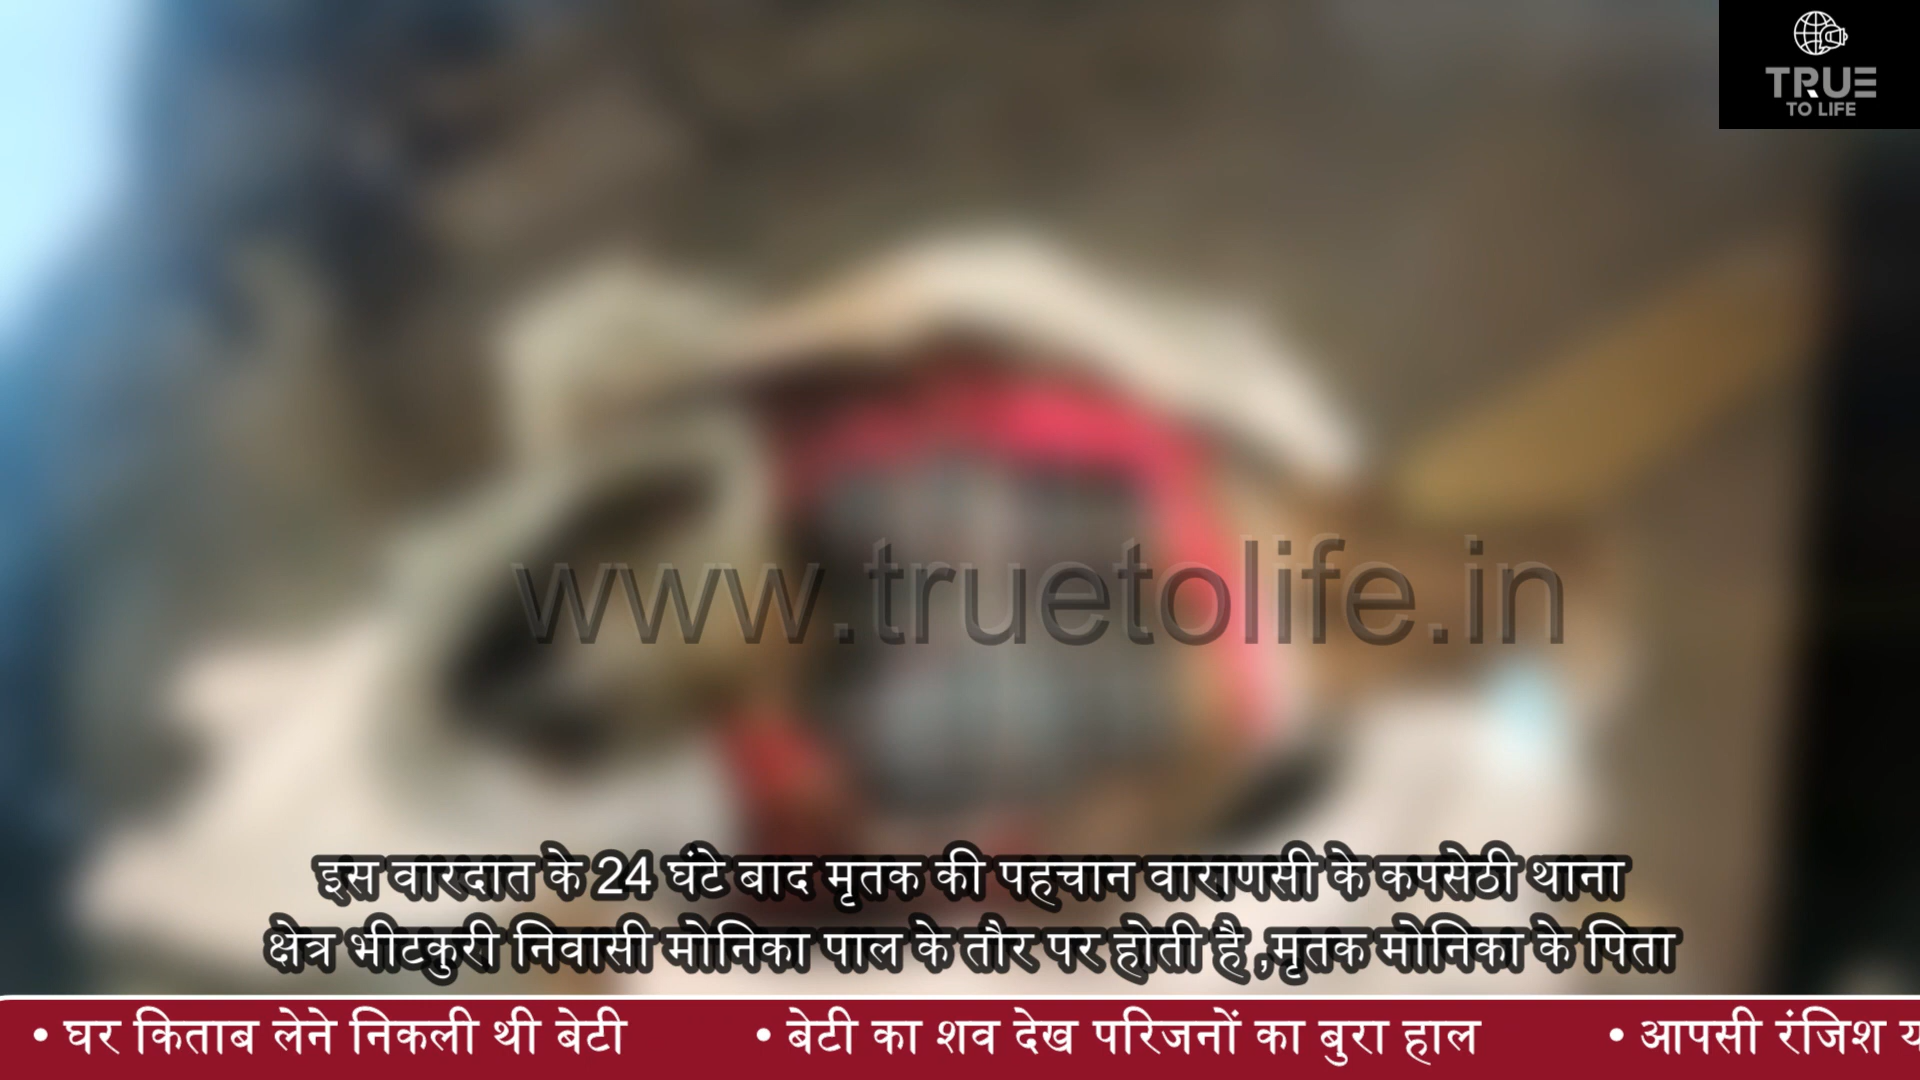 TRUE
TO LIFE
www.truetolife.in
इस वारदात के 24 घंटे बाद मृतक की पहचान वाराणसी के कपसेठी थाना
क्षेत्र भीटकुरी निवासी मोनिका पाल के तौर पर होती है ,मृतक मोनिका के पिता
• घर किताब लेने निकली थी बेटी • बेटी का शव देख परिजनों का बुरा हाल • आपसी रंजिश